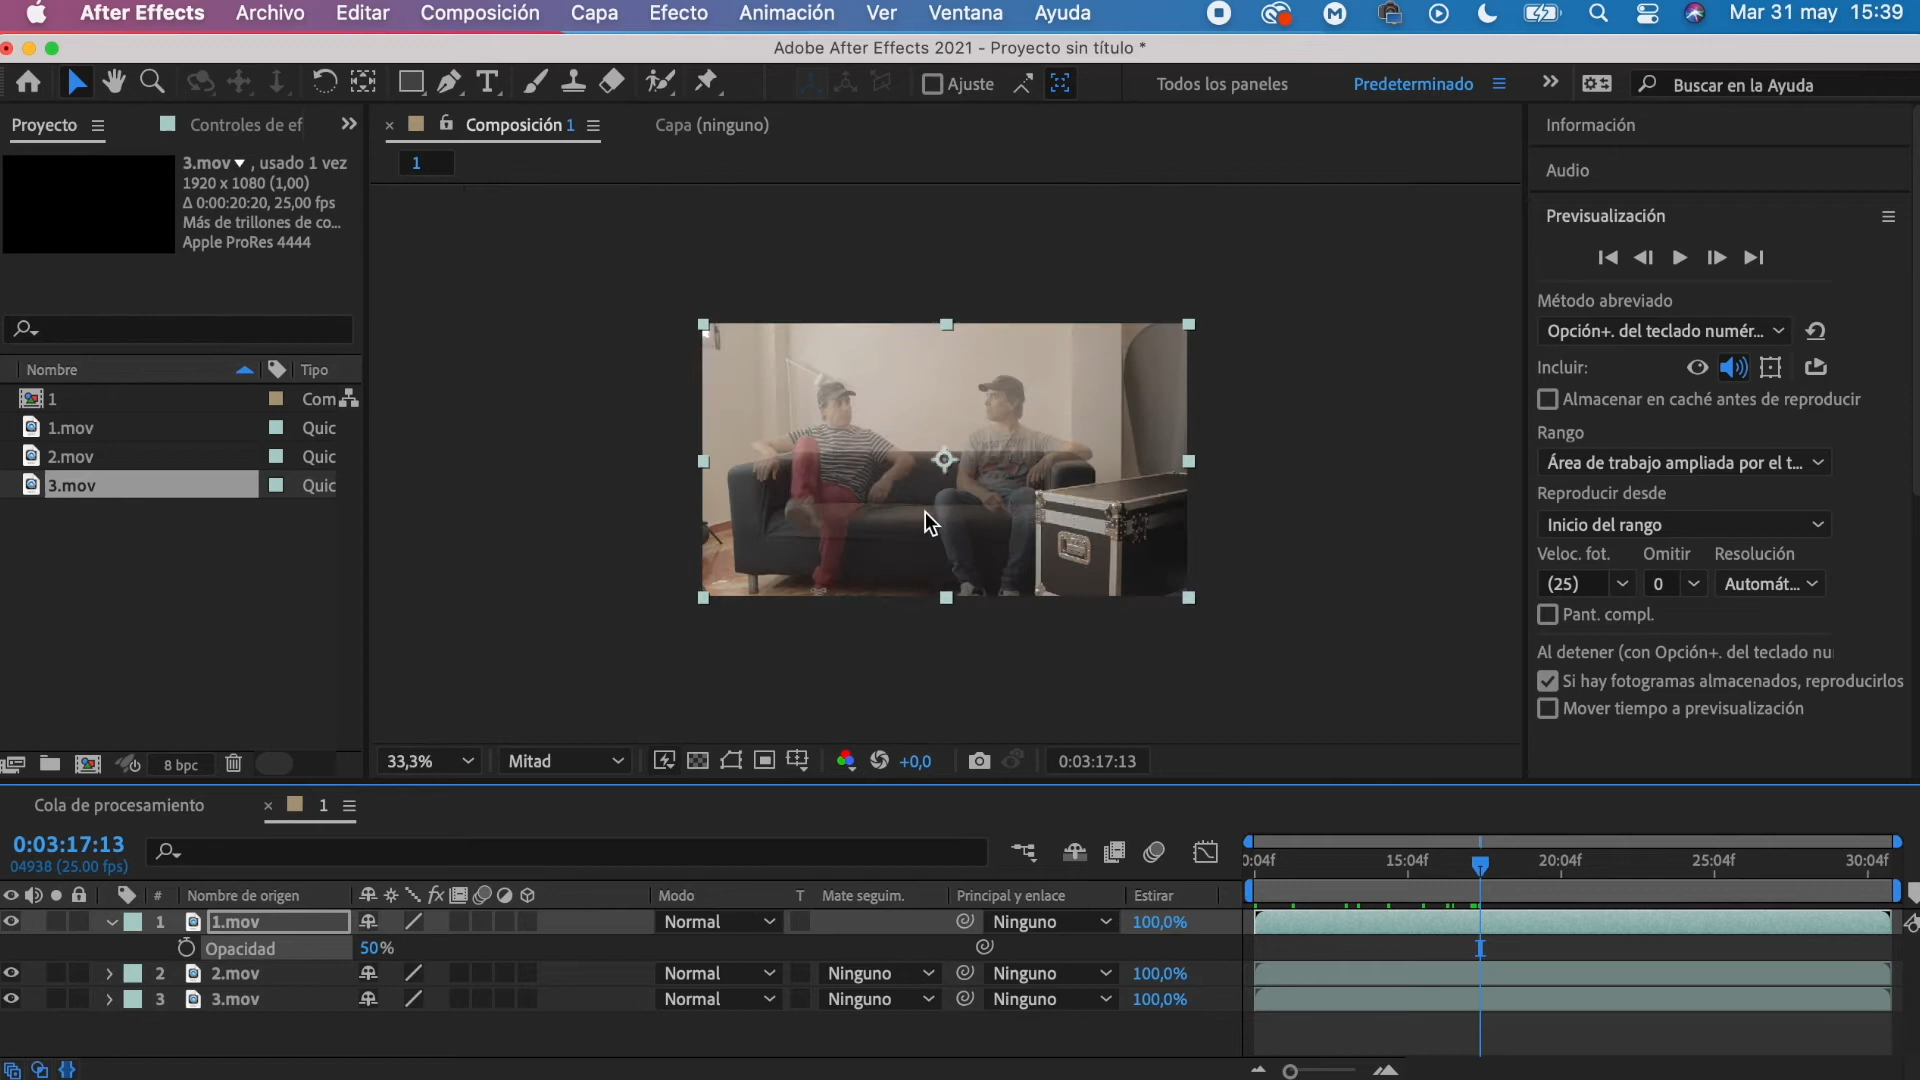 After Effects Archivo Editar Composición Capa Efecto Animación Ver Ventana Ayuda Mar 31 may 15:39
Adobe After Effects 2021 - Proyecto sin título *
T Ajuste Todos los paneles Predeterminado Buscar en la Ayuda
Proyecto Controles de ef Composición 1 Capa (ninguno) Información
1
3.mov , usado 1 vez
1920 x 1080 (1,00)
Δ 0:00:20:20, 25,00 fps
Más de trillones de co...
Apple ProRes 4444
Audio
Previsualización
Método abreviado
Opción+. del teclado numér...
Incluir:
Almacenar en caché antes de reproducir
Rango
Área de trabajo ampliada por el t...
Reproducir desde
Inicio del rango
Veloc. fot. Omitir Resolución
(25) 0 Automát...
Pant. compl.
Al detener (con Opción+. del teclado nu
Si hay fotogramas almacenados, reproducirlos
Mover tiempo a previsualización
Nombre Tipo
1 Com
1.mov Quic
2.mov Quic
3.mov Quic
8 bpc
33,3% Mitad +0,0 0:03:17:13
Cola de procesamiento 1
0:03:17:13
04938 (25.00 fps)
0:04f 15:04f 20:04f 25:04f 30:04f
# Nombre de origen fx Modo T Mate seguim. Principal y enlace Estirar
1 1.mov Normal Ninguno 100,0%
Opacidad 50%
2 2.mov Normal Ninguno Ninguno 100,0%
3 3.mov Normal Ninguno Ninguno 100,0%